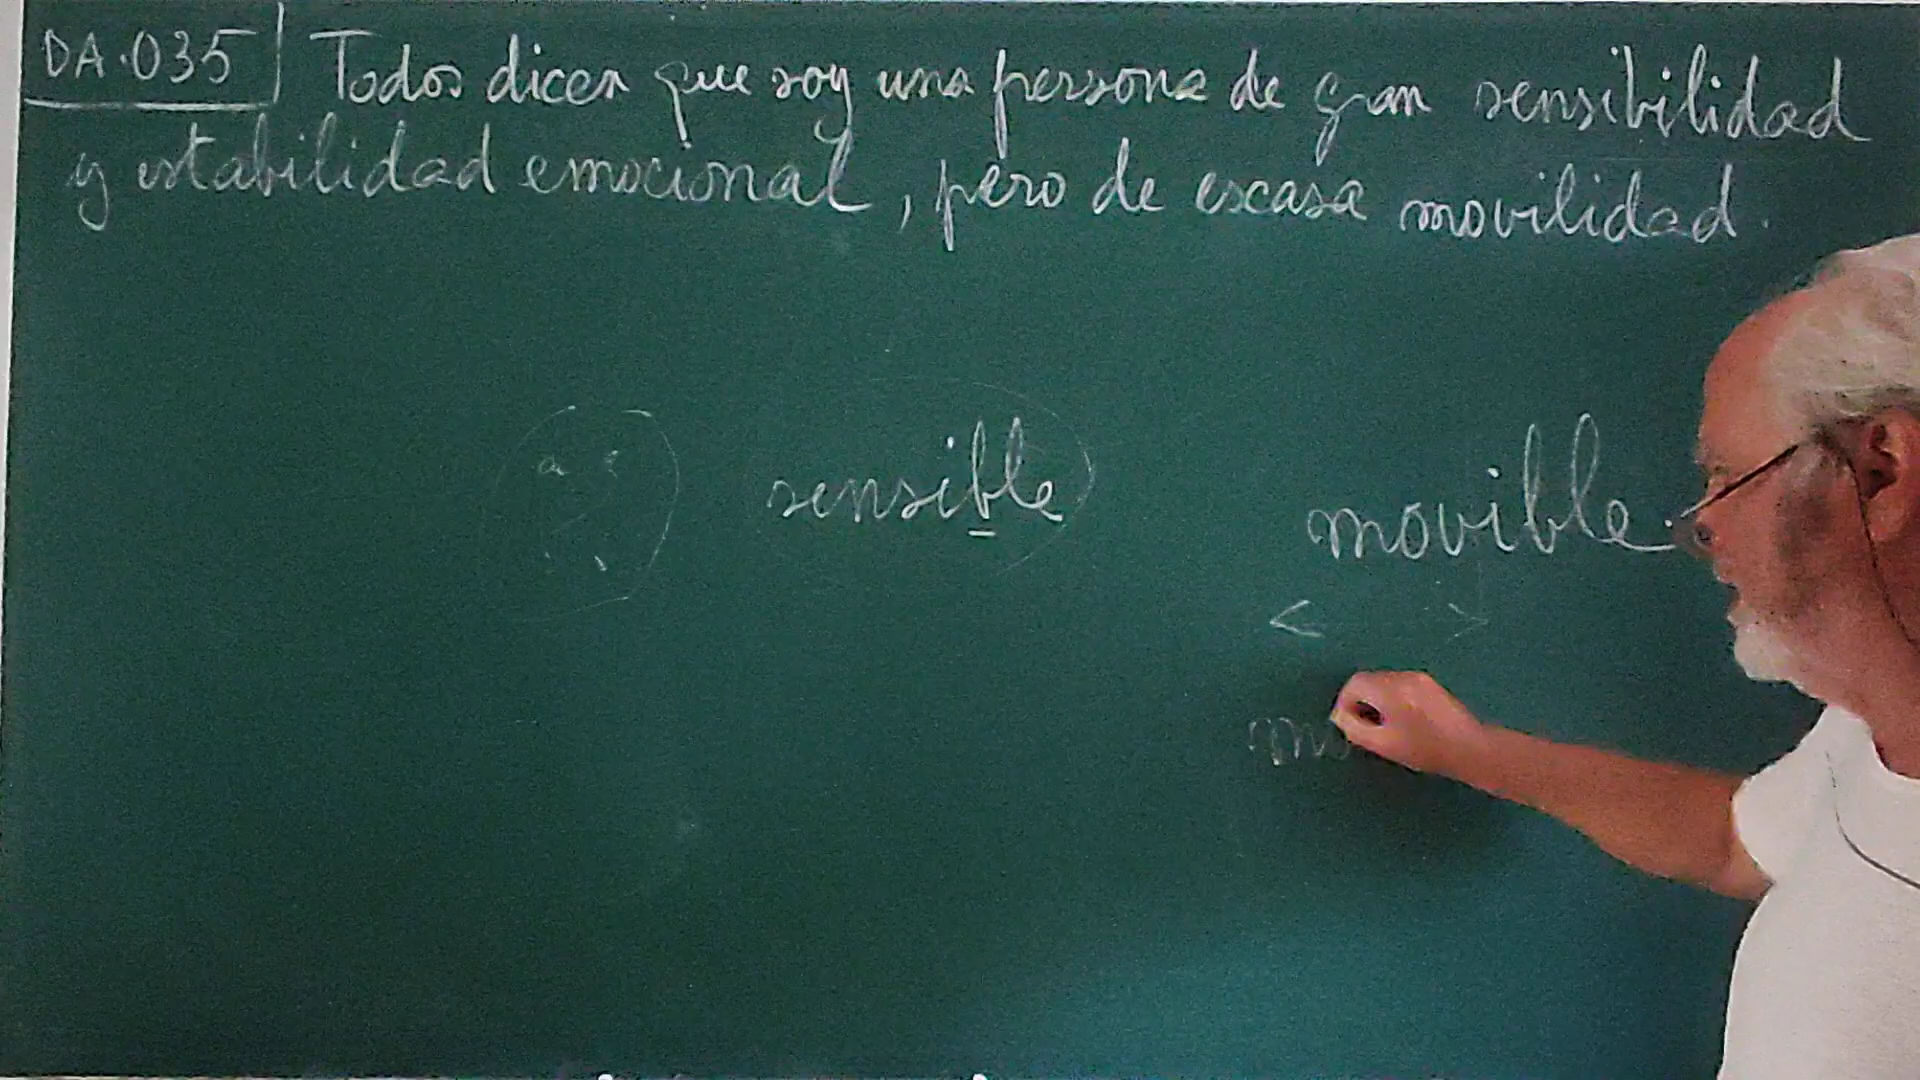 DA.035 Todos dicen que soy una persona de gran sensibilidad
y estabilidad emocional, pero de escasa movilidad.
sensible movible
< >